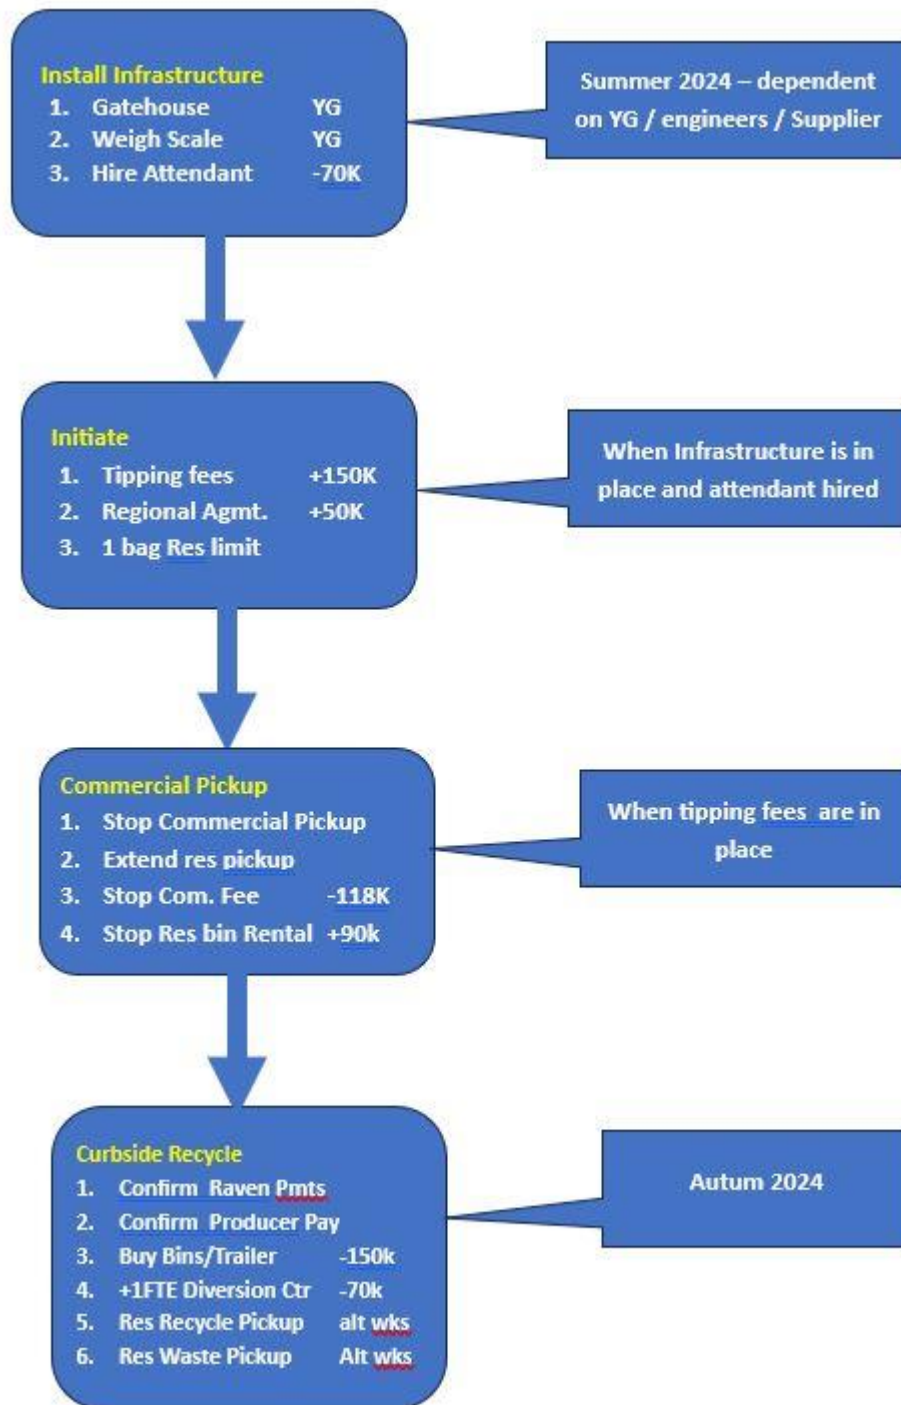 Install Infrastructure
1. Gatehouse YG
2. Weigh Scale YG
3. Hire Attendant -70K
Summer 2024 – dependent
on YG / engineers / Supplier
Initiate
1. Tipping fees +150K
2. Regional Agmt. +50K
3. 1 bag Res limit
When Infrastructure is in
place and attendant hired
Commercial Pickup
1. Stop Commercial Pickup
2. Extend res pickup
3. Stop Com. Fee -118K
4. Stop Res bin Rental +90k
When tipping fees are in
place
Curbside Recycle
1. Confirm Raven Pmts
2. Confirm Producer Pay
3. Buy Bins/Trailer -150k
4. +1FTE Diversion Ctr -70k
5. Res Recycle Pickup alt wks
6. Res Waste Pickup Alt wks
Autum 2024